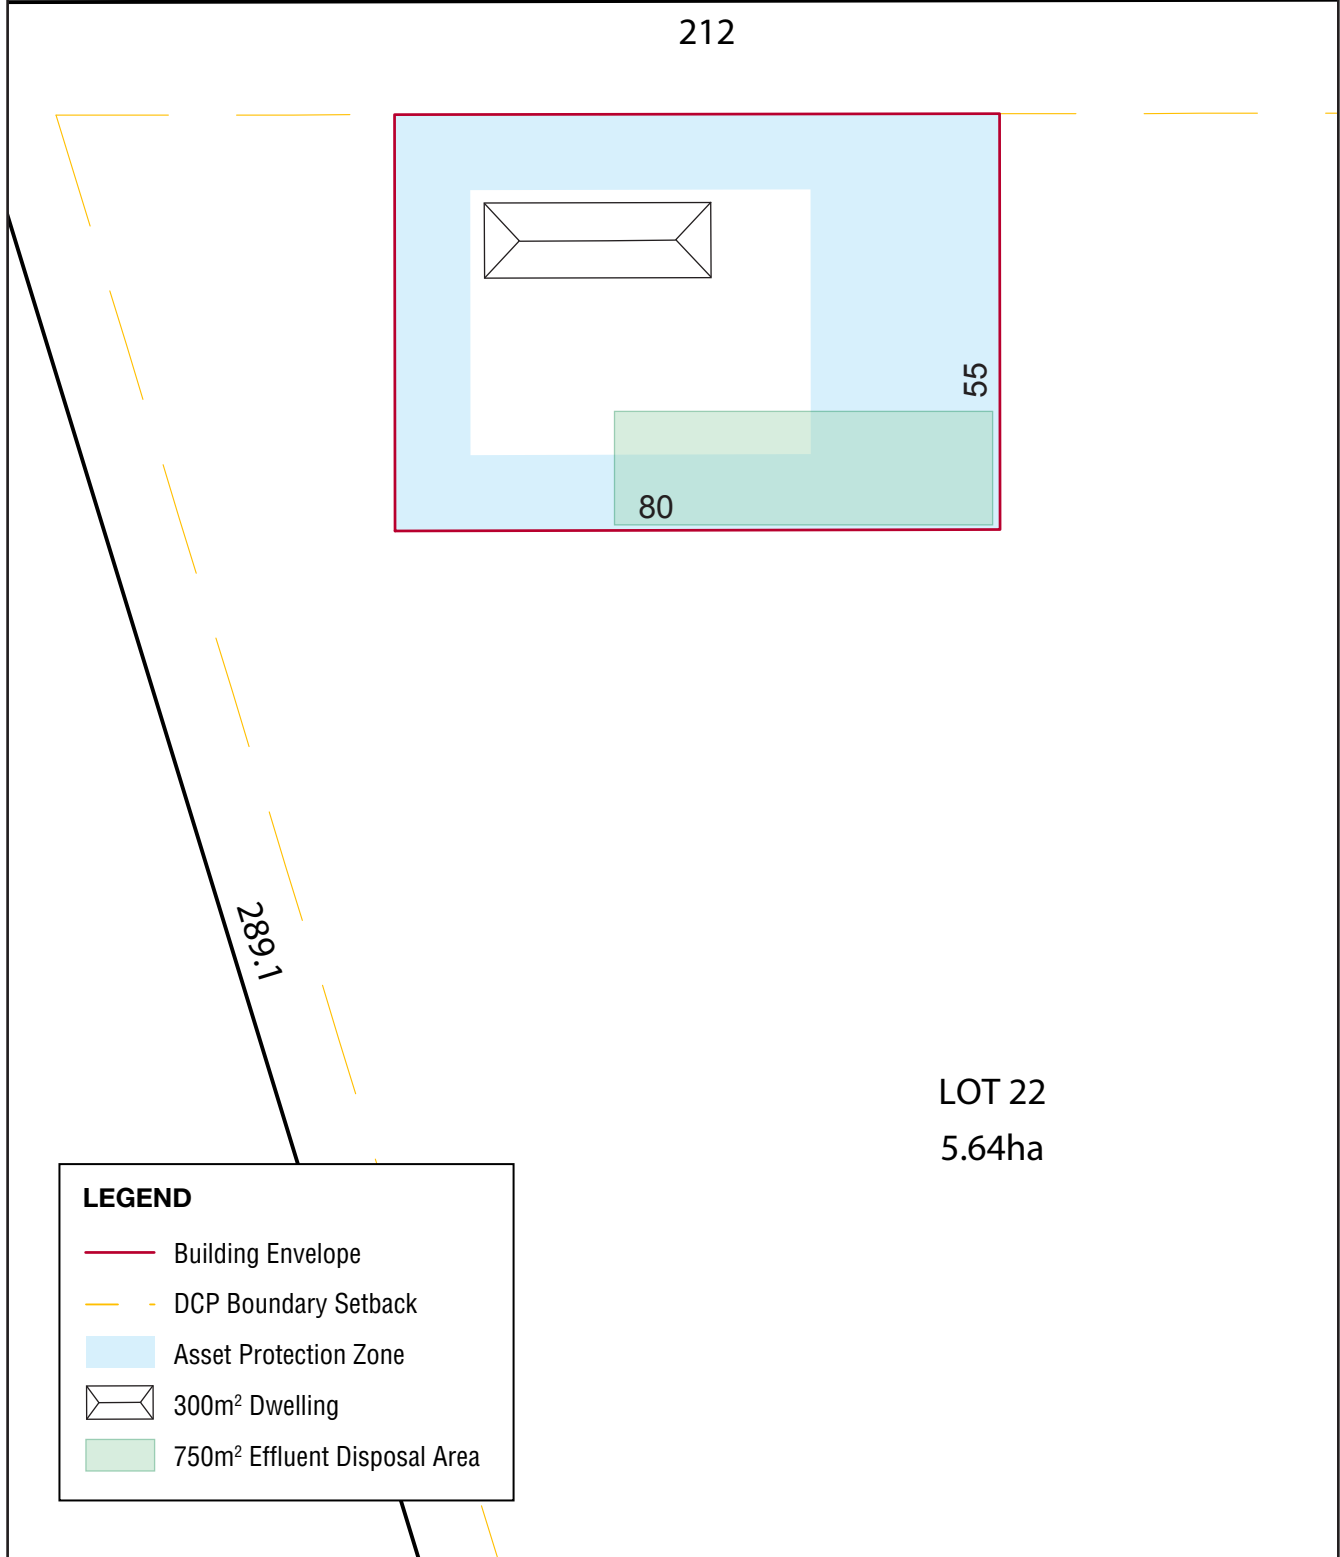 212
55
80
289.1
LOT 22
5.64ha
LEGEND
Building Envelope
DCP Boundary Setback
Asset Protection Zone
300m² Dwelling
750m² Effluent Disposal Area